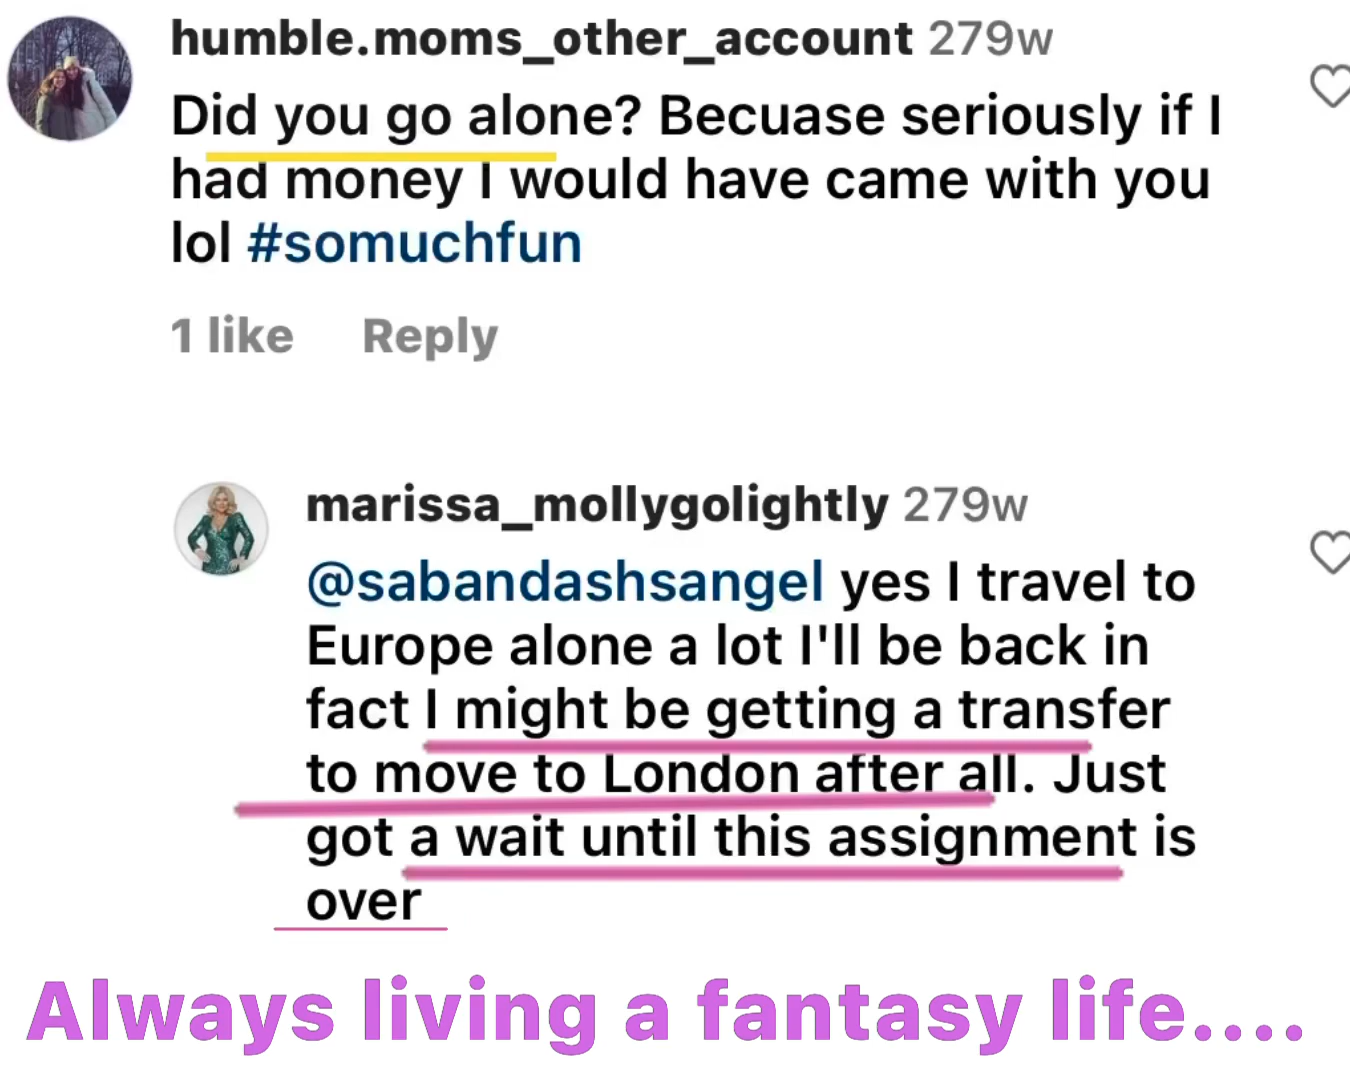 humble.moms_other_account 279w
Did you go alone? Becuase seriously if I
had money I would have came with you
lol #somuchfun
1 like Reply
marissa_mollygolightly 279w
@sabandashsangel yes I travel to
Europe alone a lot I'll be back in
fact I might be getting a transfer
to move to London after all. Just
got a wait until this assignment is
over
Always living a fantasy life....